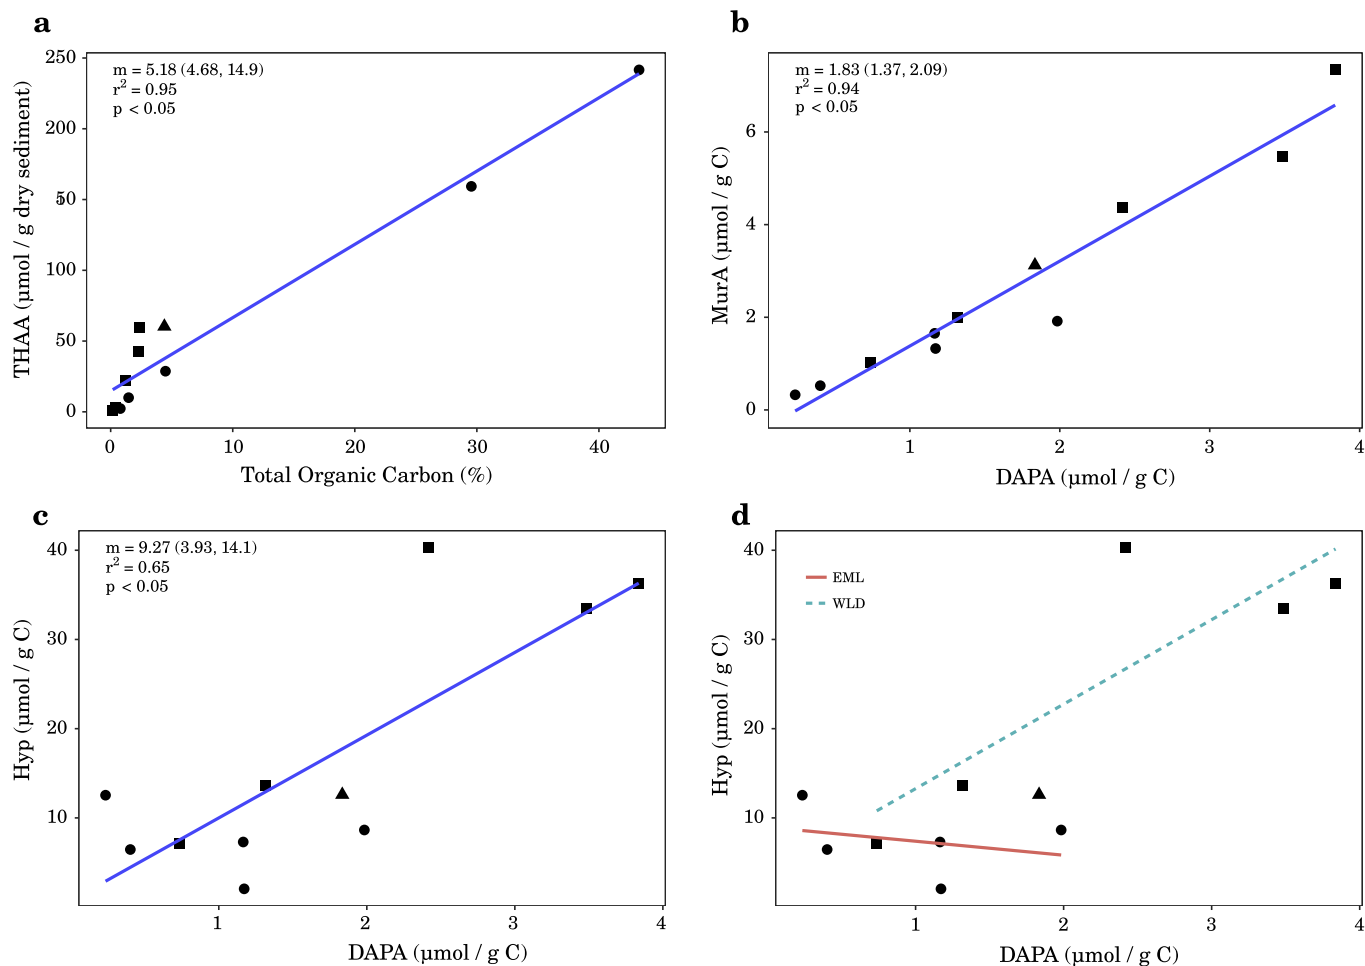 a
m = 5.18 (4.68, 14.9)
r² = 0.95
p < 0.05
THAA (µmol / g dry sediment)
250
200
50
100
50
0
0 10 20 30 40
Total Organic Carbon (%)
b
m = 1.83 (1.37, 2.09)
r² = 0.94
p < 0.05
MurA (µmol / g C)
6
4
2
0
1 2 3 4
DAPA (µmol / g C)
c
m = 9.27 (3.93, 14.1)
r² = 0.65
p < 0.05
Hyp (µmol / g C)
40
30
20
10
1 2 3 4
DAPA (µmol / g C)
d
EML
WLD
Hyp (µmol / g C)
40
30
20
10
1 2 3 4
DAPA (µmol / g C)